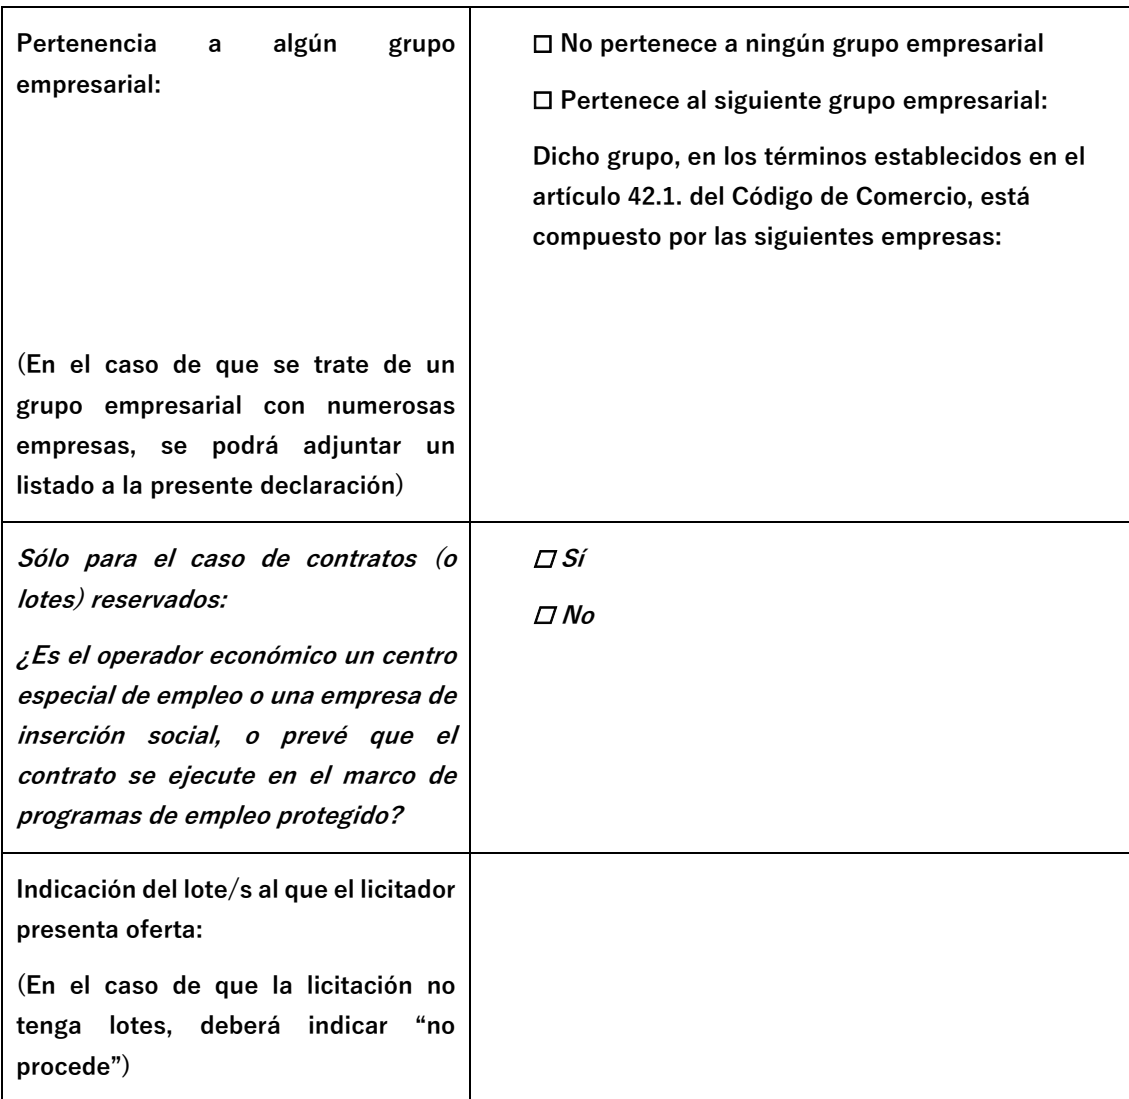 Pertenencia a algún grupo
empresarial:
(En el caso de que se trate de un
grupo empresarial con numerosas
empresas, se podrá adjuntar un
listado a la presente declaración)
☐ No pertenece a ningún grupo empresarial
☐ Pertenece al siguiente grupo empresarial:
Dicho grupo, en los términos establecidos en el
artículo 42.1. del Código de Comercio, está
compuesto por las siguientes empresas:
Sólo para el caso de contratos (o
lotes) reservados:
¿Es el operador económico un centro
especial de empleo o una empresa de
inserción social, o prevé que el
contrato se ejecute en el marco de
programas de empleo protegido?
☐ Sí
☐ No
Indicación del lote/s al que el licitador
presenta oferta:
(En el caso de que la licitación no
tenga lotes, deberá indicar “no
procede”)